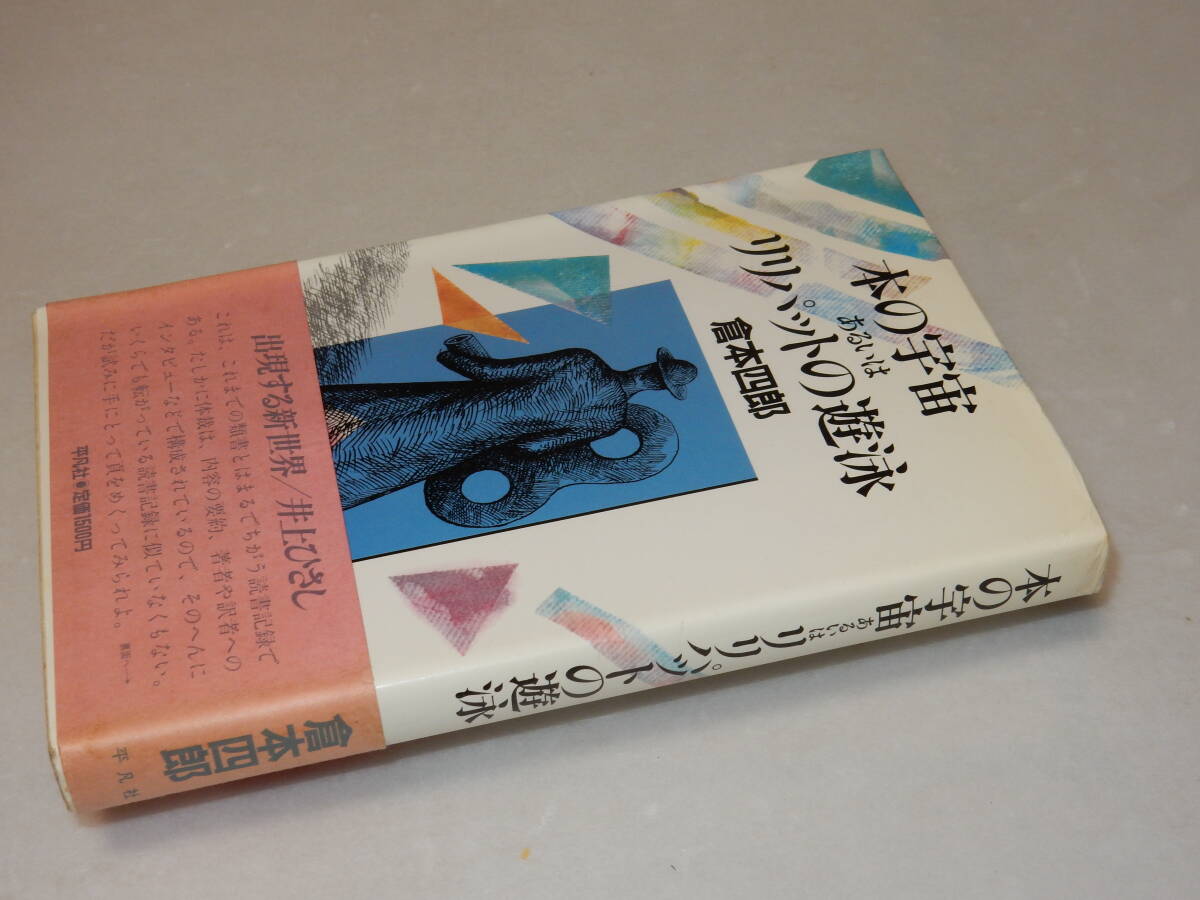 本の宇宙
あるいは
リリパットの遊泳
倉本四郎
出現する新世界/井上ひさし
これは、これまでの類書とはまるでちがう読書記録で
ある。たしかに体裁は、内容の要約、著者や訳者への
インタビューなどで構成されているので、そのへんに
いくらでも転がっている読書記録に似ていなくもない。
だが読みに手にとって頁をめくってみられよ。
平凡社●定価1500円
本の宇宙 あるいは リリパットの遊泳
倉本四郎
平凡社